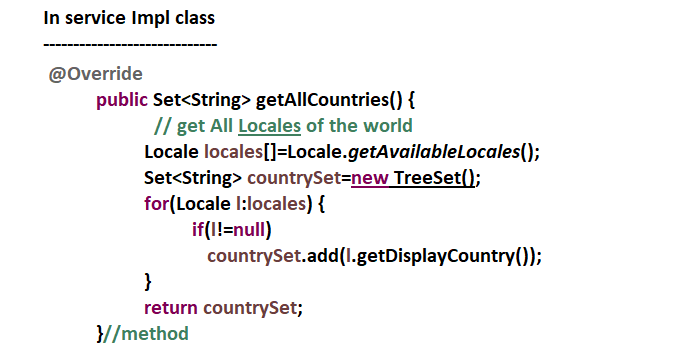 In service Impl class
-----------------------------
@Override
public Set<String> getAllCountries() {
// get All Locales of the world
Locale locales[]=Locale.getAvailableLocales();
Set<String> countrySet=new TreeSet();
for(Locale l:locales) {
if(l!=null)
countrySet.add(l.getDisplayCountry());
}
return countrySet;
}//method